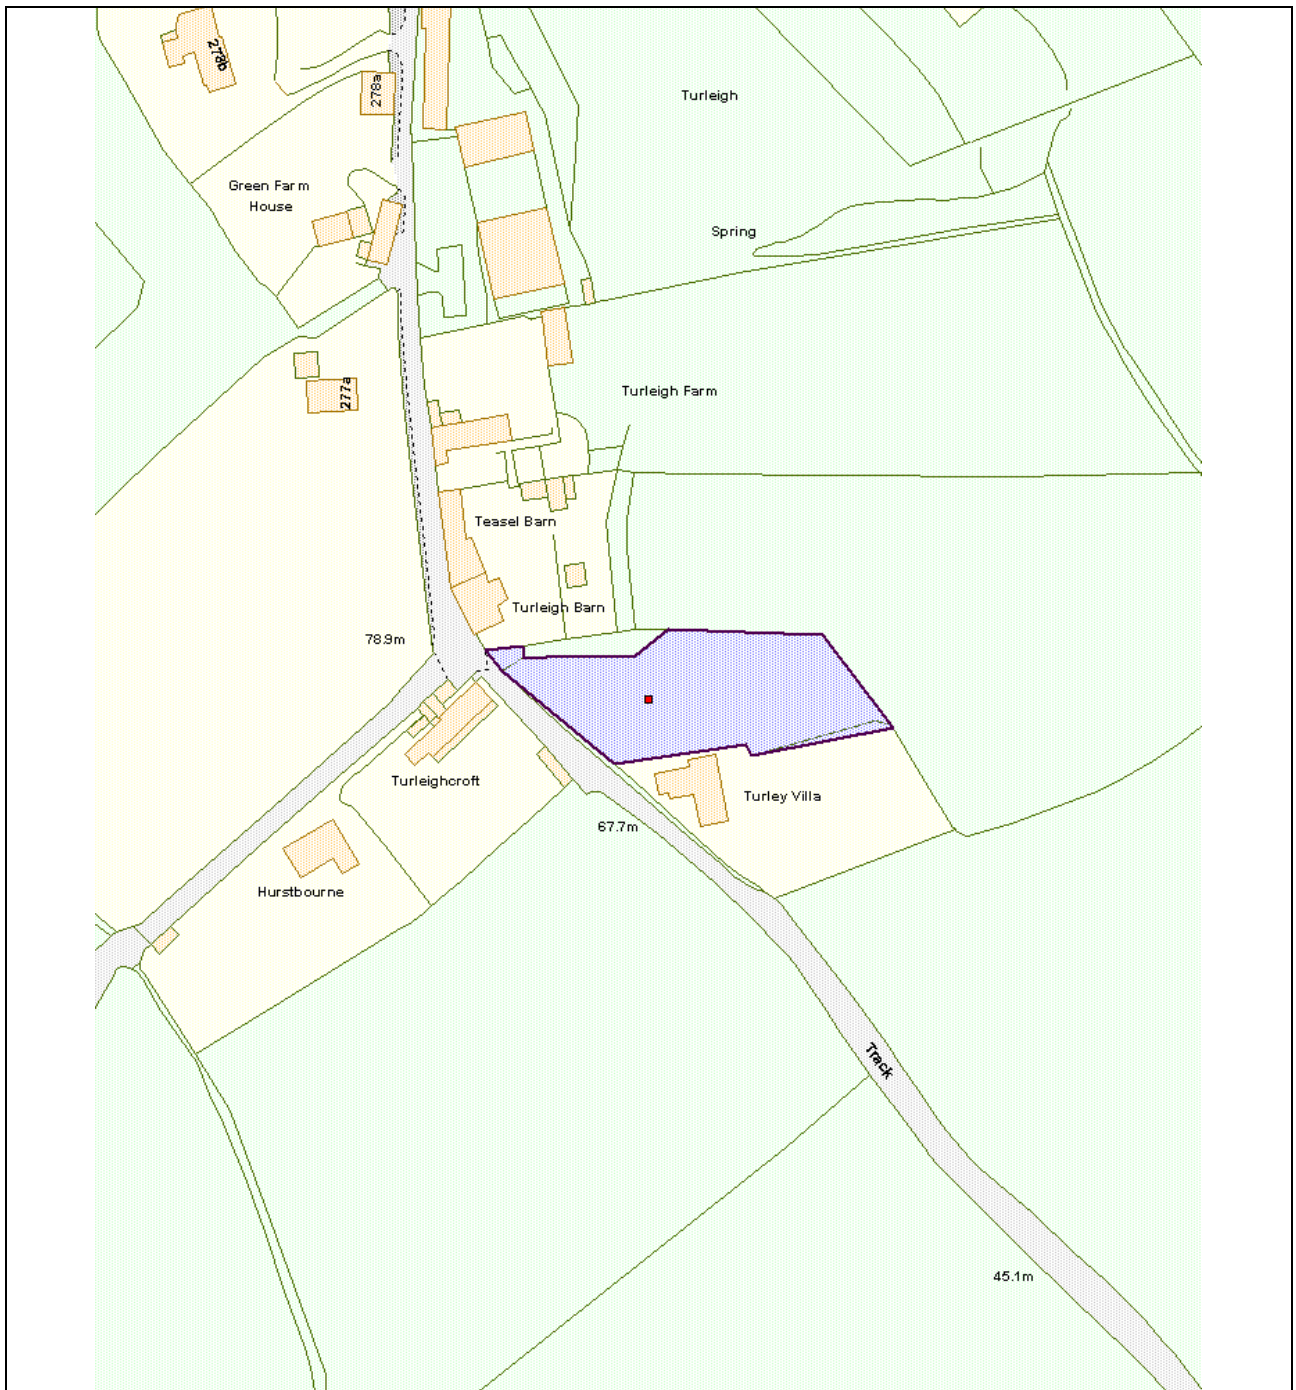 278b
278a
Turleigh
Green Farm
House
Spring
277a
Turleigh Farm
Teasel Barn
Turleigh Barn
78.9m
Turleighcroft
Turley Villa
67.7m
Hurstbourne
Track
45.1m